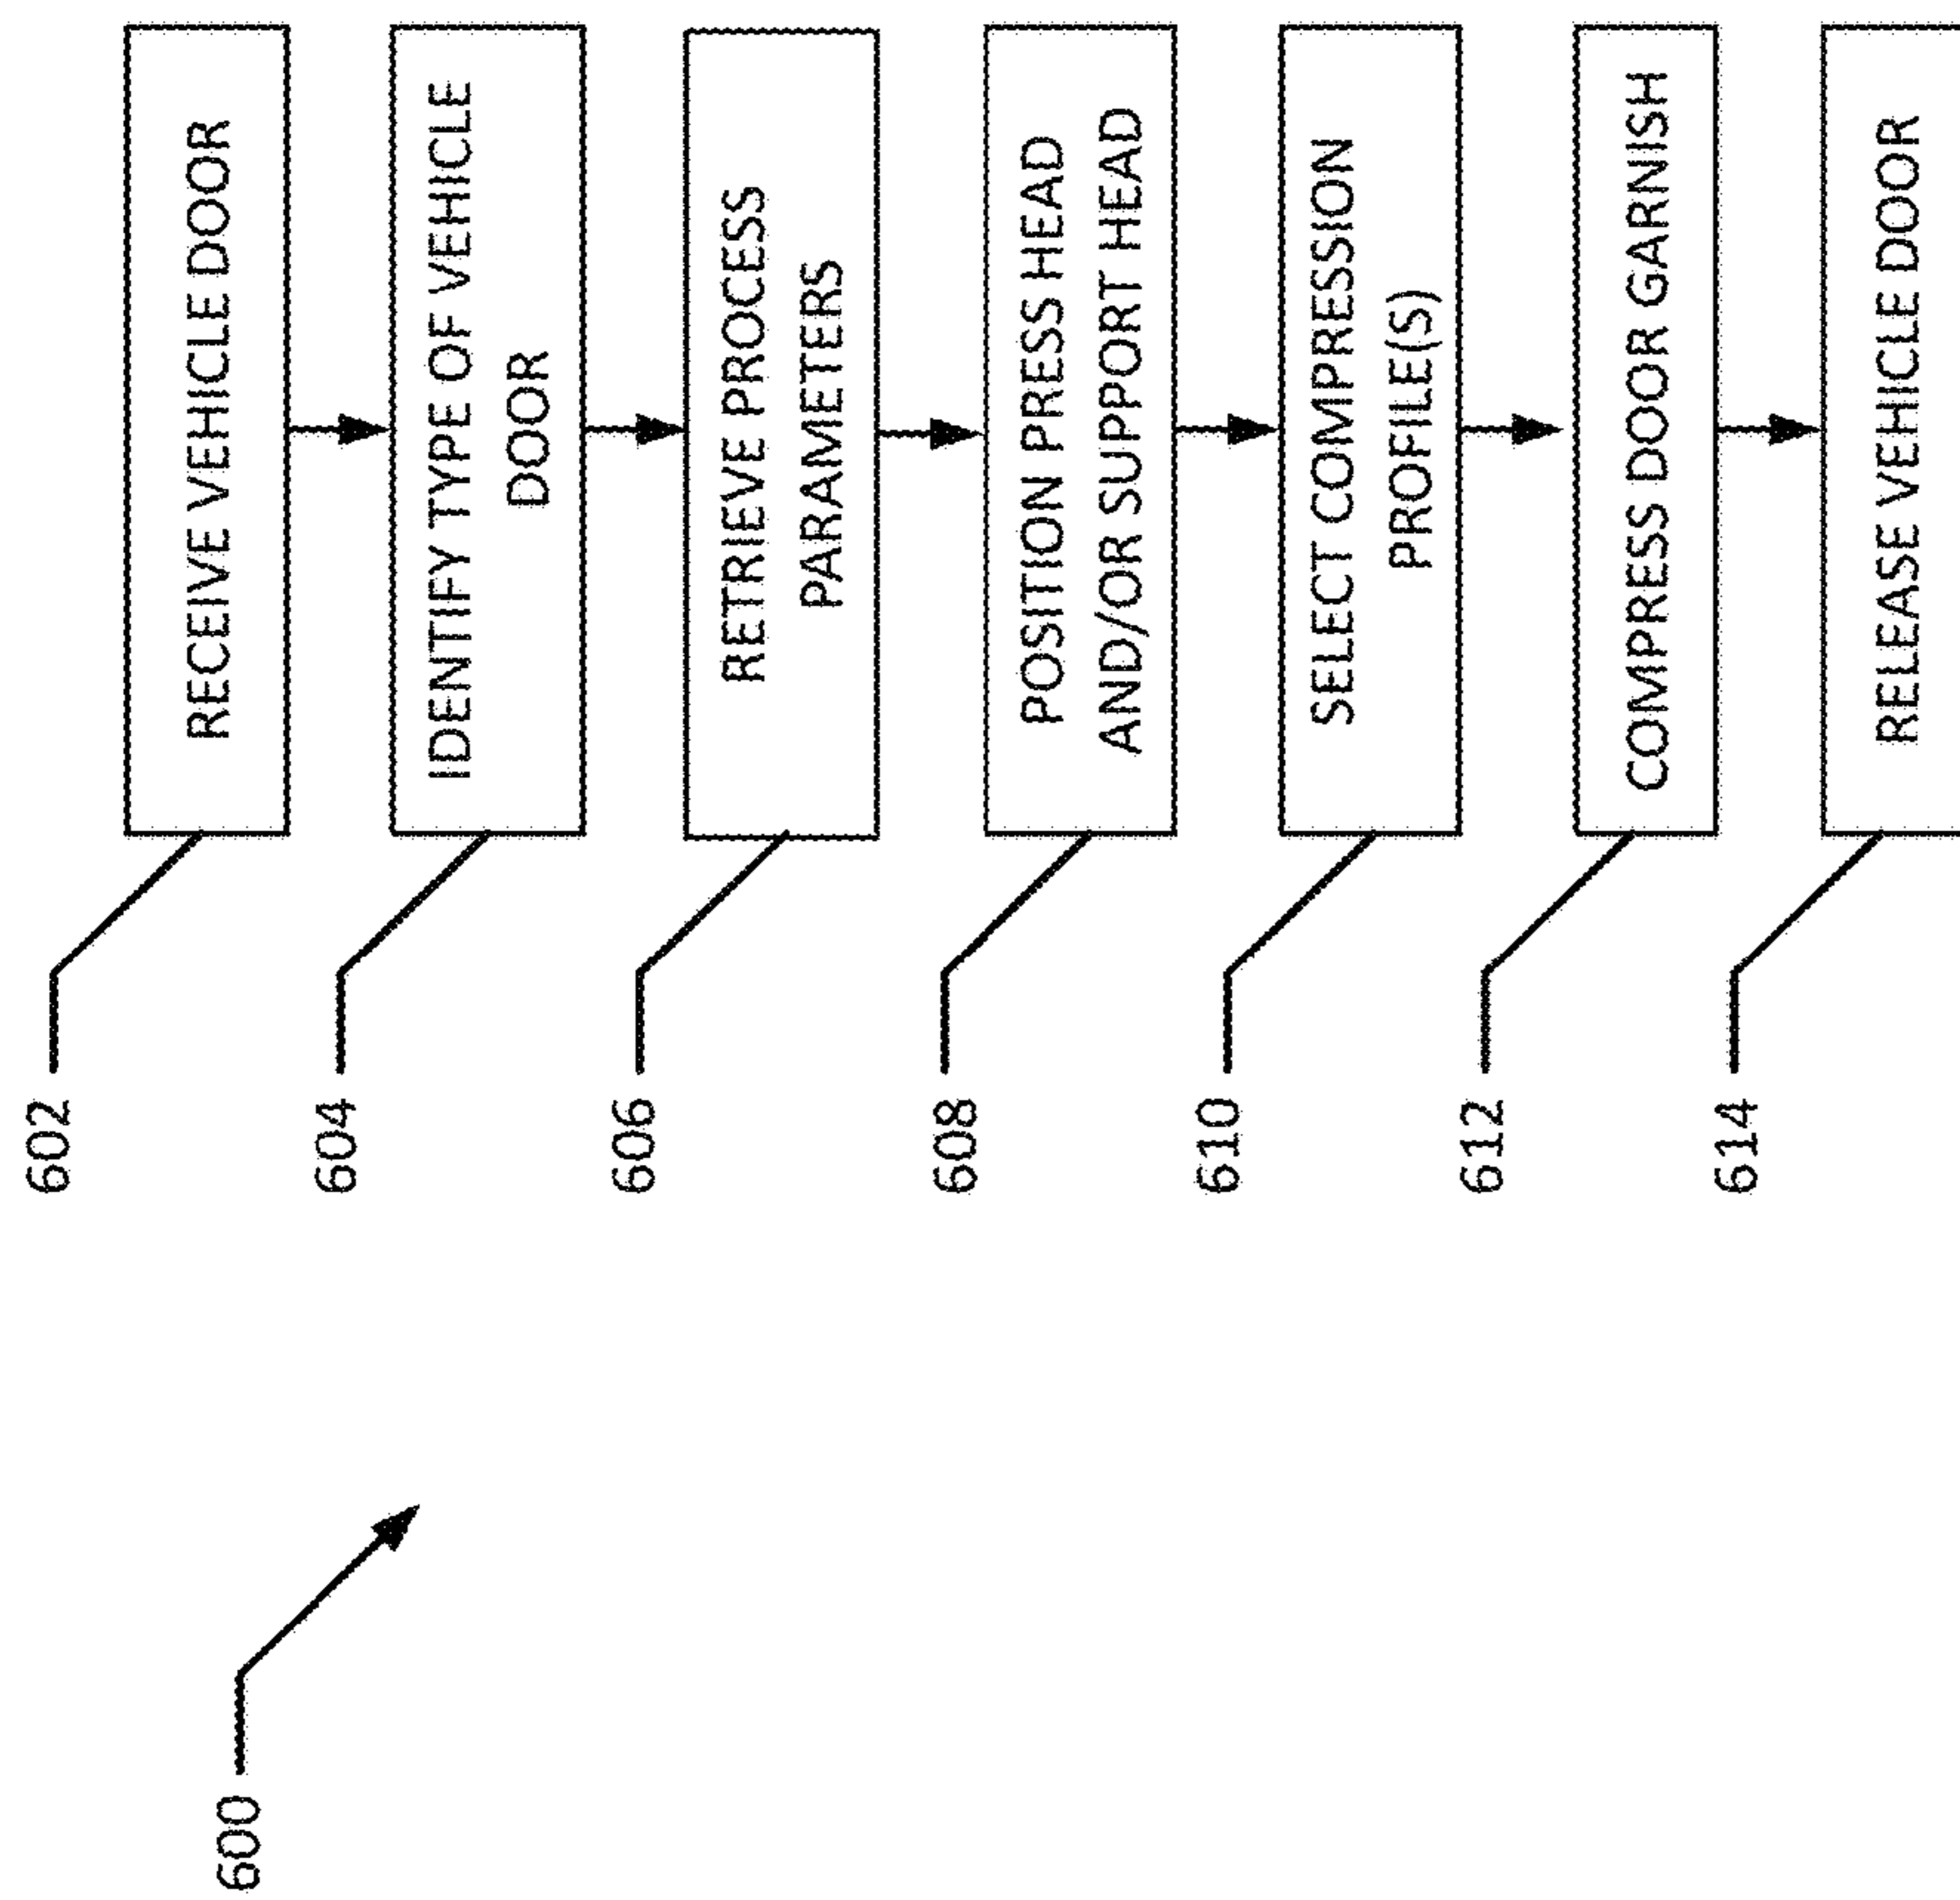 600
602
RECEIVE VEHICLE DOOR
604
IDENTIFY TYPE OF VEHICLE
DOOR
606
RETRIEVE PROCESS
PARAMETERS
608
POSITION PRESS HEAD
AND/OR SUPPORT HEAD
610
SELECT COMPRESSION
PROFILE(S)
612
COMPRESS DOOR GARNISH
614
RELEASE VEHICLE DOOR